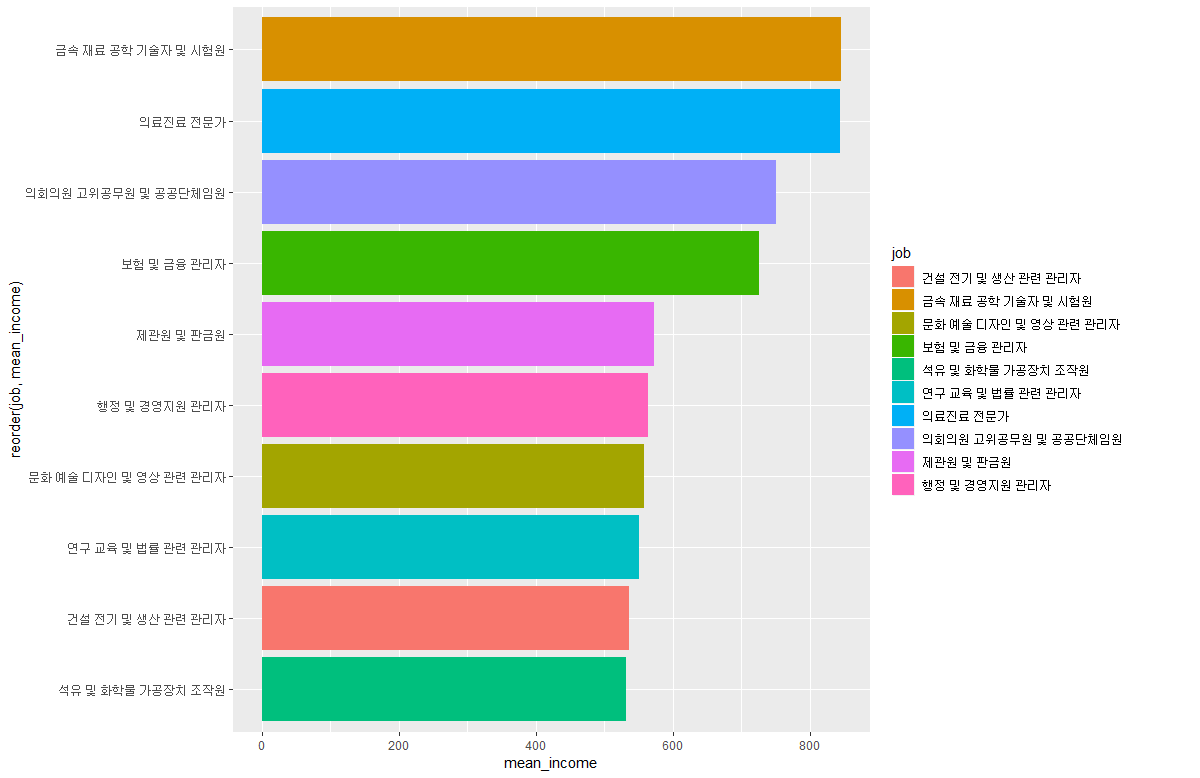 금속 재료 공학 기술자 및 시험원
의료진료 전문가
의회의원 고위공무원 및 공공단체임원
보험 및 금융 관리자
제관원 및 판금원
행정 및 경영지원 관리자
문화 예술 디자인 및 영상 관련 관리자
연구 교육 및 법률 관련 관리자
건설 전기 및 생산 관련 관리자
석유 및 화학물 가공장치 조작원
reorder(job, mean_income)
0 200 400 600 800
mean_income
job
건설 전기 및 생산 관련 관리자
금속 재료 공학 기술자 및 시험원
문화 예술 디자인 및 영상 관련 관리자
보험 및 금융 관리자
석유 및 화학물 가공장치 조작원
연구 교육 및 법률 관련 관리자
의료진료 전문가
의회의원 고위공무원 및 공공단체임원
제관원 및 판금원
행정 및 경영지원 관리자